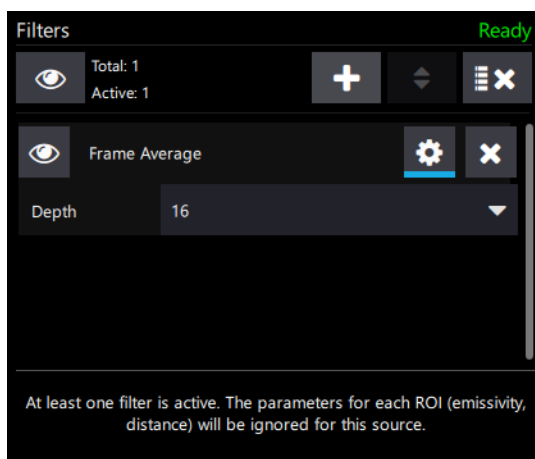 Filters
Ready
Total: 1
Active: 1
Frame Average
Depth
16
At least one filter is active. The parameters for each ROI (emissivity,
distance) will be ignored for this source.